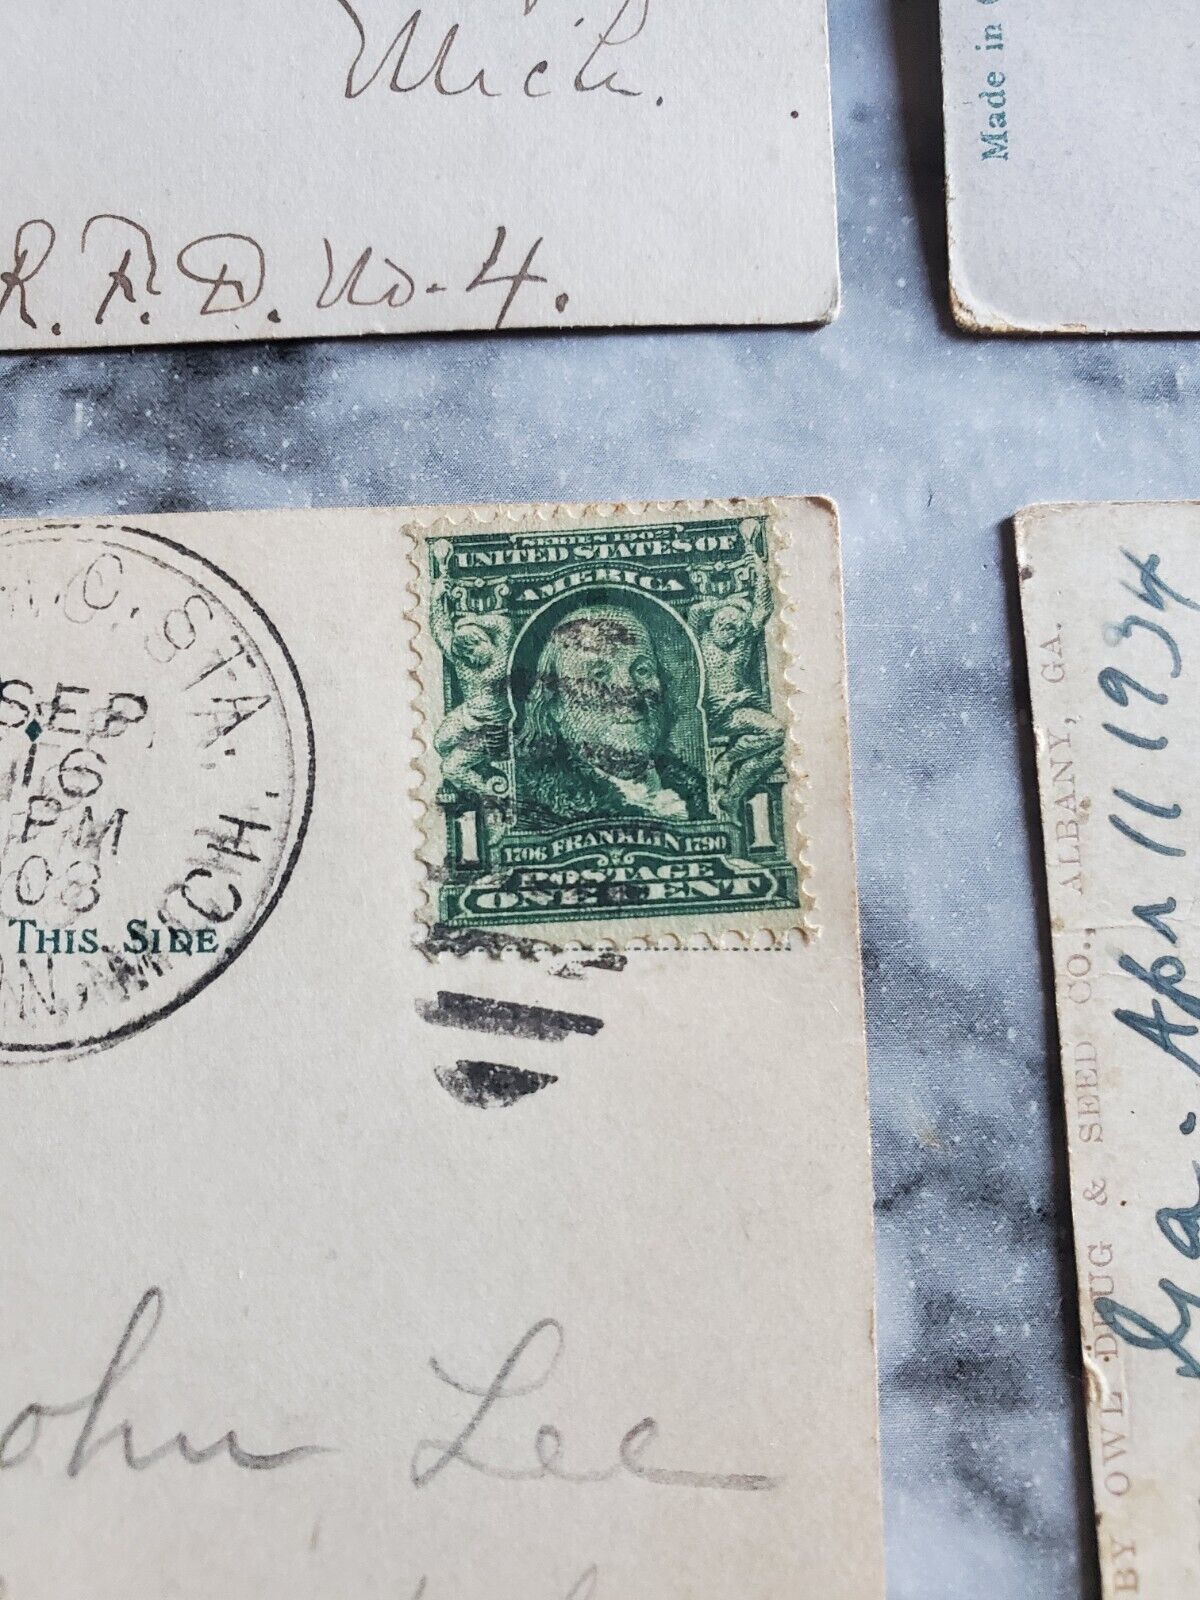 Mich.
R. F. D. No. 4.
Made in
STA.
SEP
16
PM
08
N. MICH.
THIS SIDE
SERIES 1902
UNITED STATES OF
AMERICA
1 1
1706 FRANKLIN 1790
POSTAGE
ONE CENT
John Lee
BY OWL DRUG & SEED CO., ALBANY, GA.
Ga. Apr 11 1934